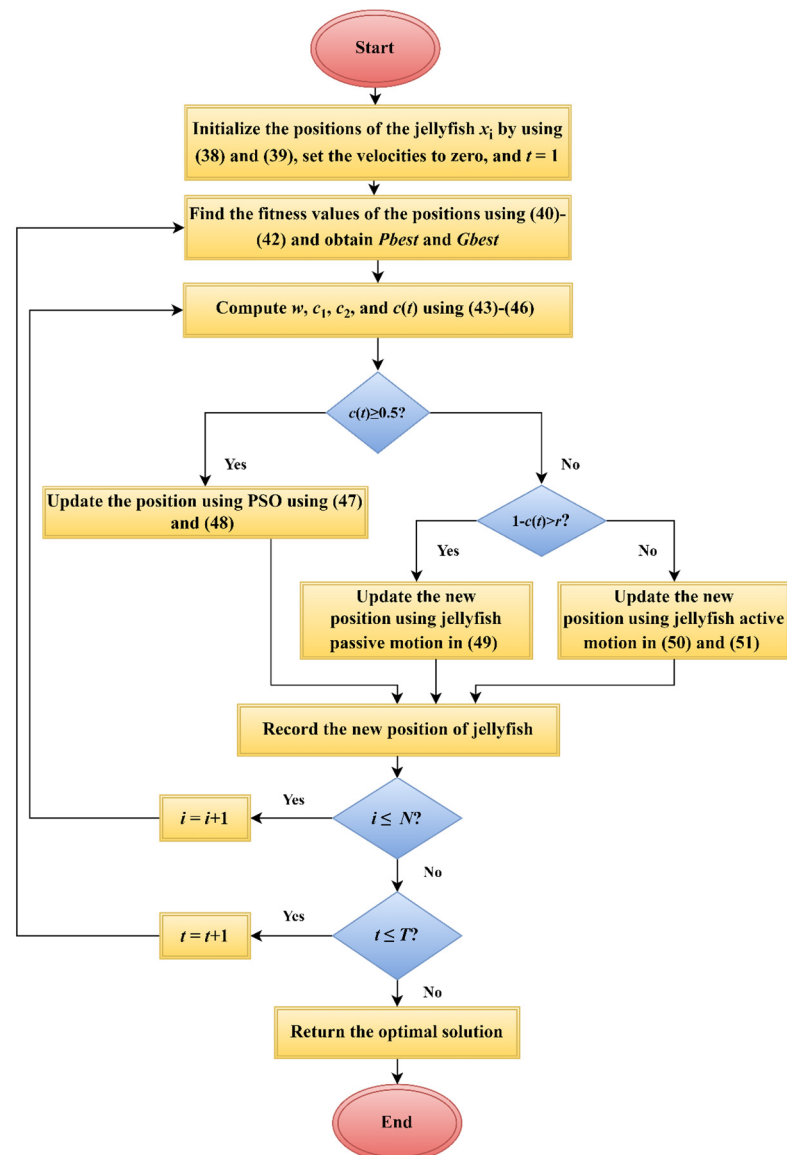 Start
Initialize the positions of the jellyfish xi by using
(38) and (39), set the velocities to zero, and t = 1
Find the fitness values of the positions using (40)-
(42) and obtain Pbest and Gbest
Compute w, c1, c2, and c(t) using (43)-(46)
c(t)≥0.5?
Yes
No
Update the position using PSO using (47)
and (48)
1-c(t)>r?
Yes
No
Update the new
position using jellyfish
passive motion in (49)
Update the new
position using jellyfish active
motion in (50) and (51)
Record the new position of jellyfish
i = i+1
Yes
i ≤ N?
No
t = t+1
Yes
t ≤ T?
No
Return the optimal solution
End